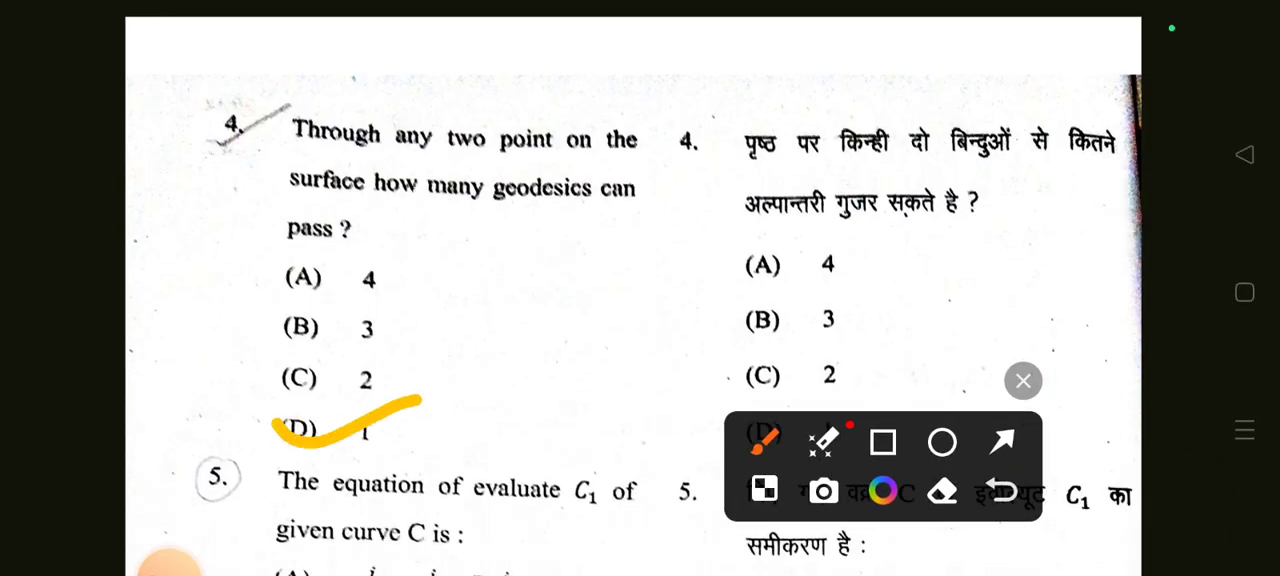 4. Through any two point on the
surface how many geodesics can
pass ?
(A) 4
(B) 3
(C) 2
(D) 1
5. The equation of evaluate C₁ of
given curve C is :
(A)
4. पृष्ठ पर किन्ही दो बिन्दुओं से कितने
अल्पान्तरी गुजर सकते है ?
(A) 4
(B) 3
(C) 2
(D)
5. C C₁ का
समीकरण है :